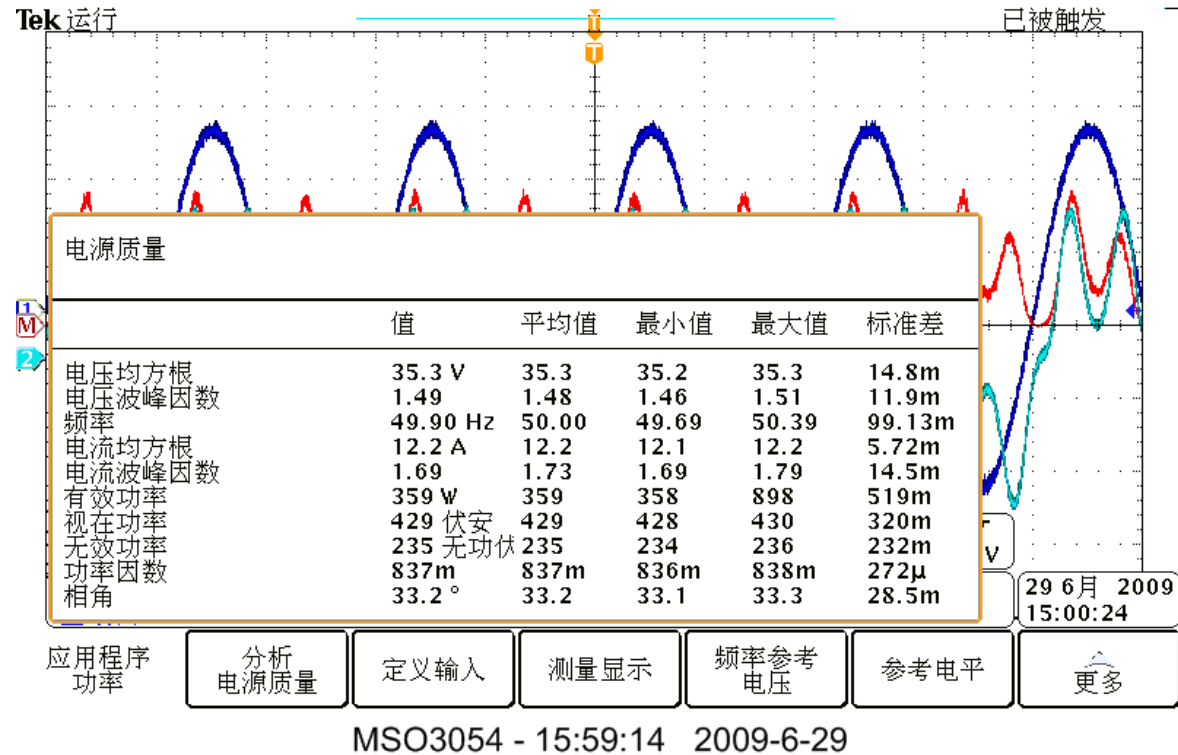 Tek 运行 已被触发
T
T
电源质量
值 平均值 最小值 最大值 标准差
电压均方根 35.3 V 35.3 35.2 35.3 14.8m
电压波峰因数 1.49 1.48 1.46 1.51 11.9m
频率 49.90 Hz 50.00 49.69 50.39 99.13m
电流均方根 12.2 A 12.2 12.1 12.2 5.72m
电流波峰因数 1.69 1.73 1.69 1.79 14.5m
有效功率 359 W 359 358 898 519m
视在功率 429 伏安 429 428 430 320m
无效功率 235 无功伏 235 234 236 232m
功率因数 837m 837m 836m 838m 272µ
相角 33.2 ° 33.2 33.1 33.3 28.5m
1
M
2
V
29 6月 2009
15:00:24
应用程序
功率
分析
电源质量
定义输入
测量显示
频率参考
电压
参考电平
更多
MSO3054 - 15:59:14 2009-6-29